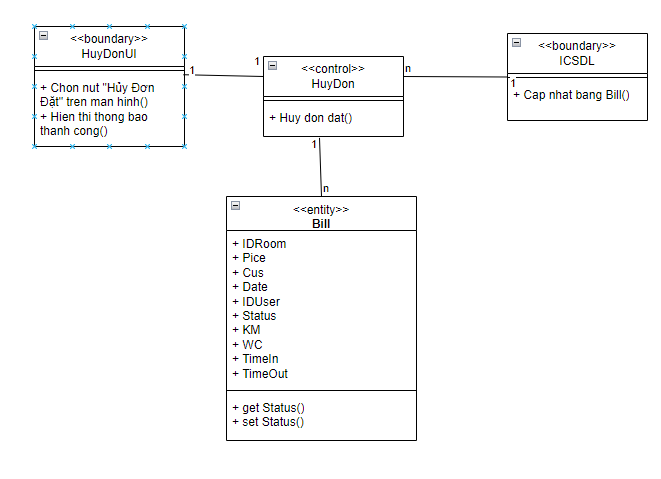 <<boundary>>
HuyDonUI
+ Chon nut "Hủy Đơn
Đặt" tren man hinh()
+ Hien thi thong bao
thanh cong()
1
1
<<control>>
HuyDon
+ Huy don dat()
n
1
<<boundary>>
ICSDL
+ Cap nhat bang Bill()
1
n
<<entity>>
Bill
+ IDRoom
+ Pice
+ Cus
+ Date
+ IDUser
+ Status
+ KM
+ WC
+ TimeIn
+ TimeOut
+ get Status()
+ set Status()